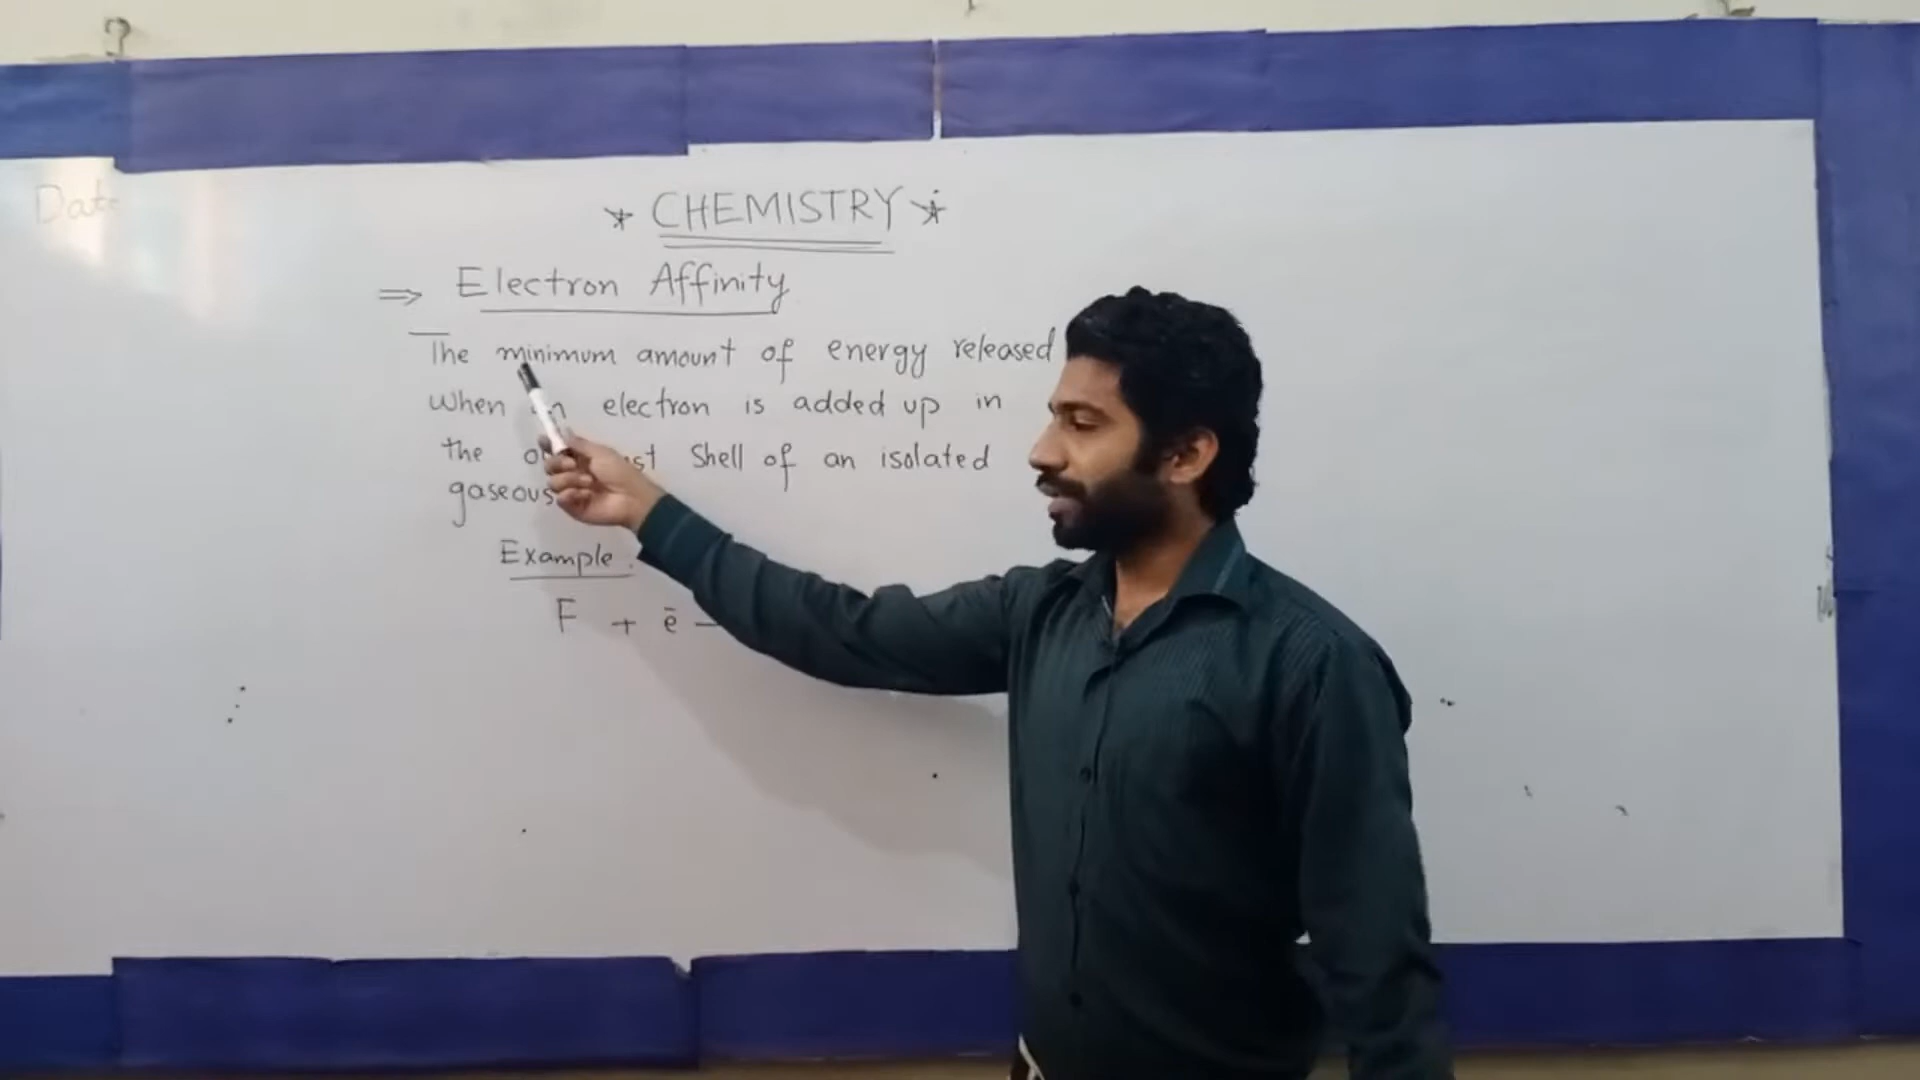 Date
* CHEMISTRY *
⇒ Electron Affinity
The minimum amount of energy released
when an electron is added up in
the shell of an isolated
gaseous
Example:
F + ē